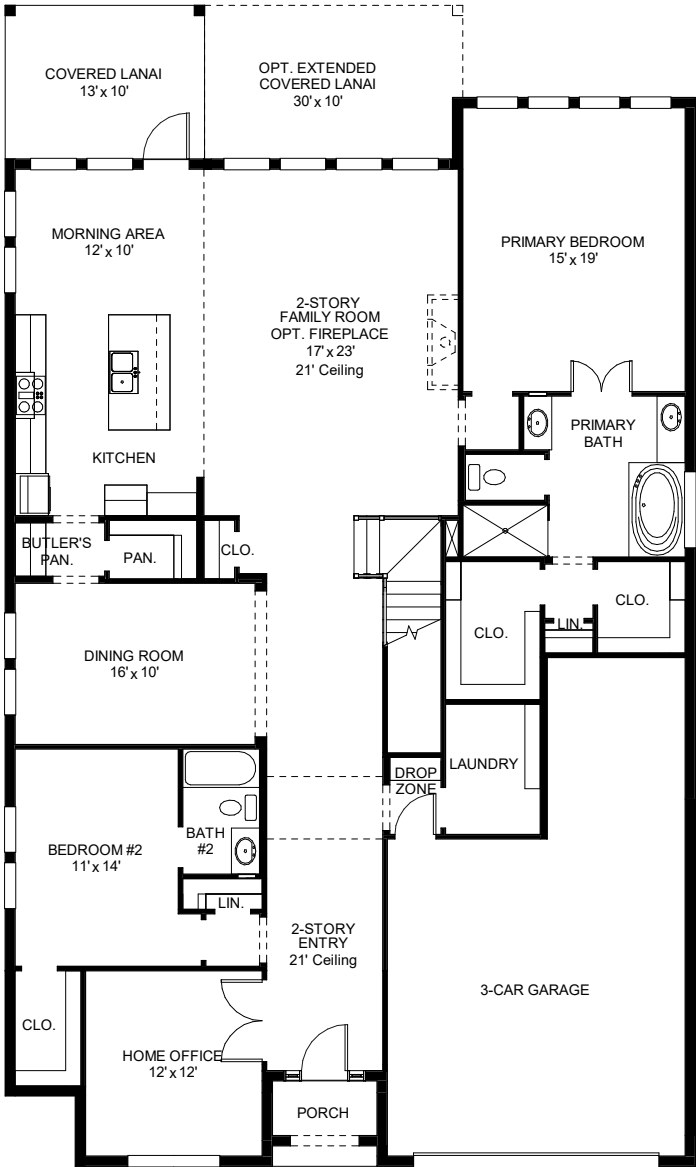 COVERED LANAI
13' x 10'
OPT. EXTENDED
COVERED LANAI
30' x 10'
MORNING AREA
12' x 10'
PRIMARY BEDROOM
15' x 19'
2-STORY
FAMILY ROOM
OPT. FIREPLACE
17' x 23'
21' Ceiling
PRIMARY
BATH
KITCHEN
BUTLER'S
PAN.
PAN.
CLO.
CLO.
LIN.
CLO.
DINING ROOM
16' x 10'
LAUNDRY
DROP
ZONE
BEDROOM #2
11' x 14'
BATH
#2
LIN.
2-STORY
ENTRY
21' Ceiling
3-CAR GARAGE
CLO.
HOME OFFICE
12' x 12'
PORCH